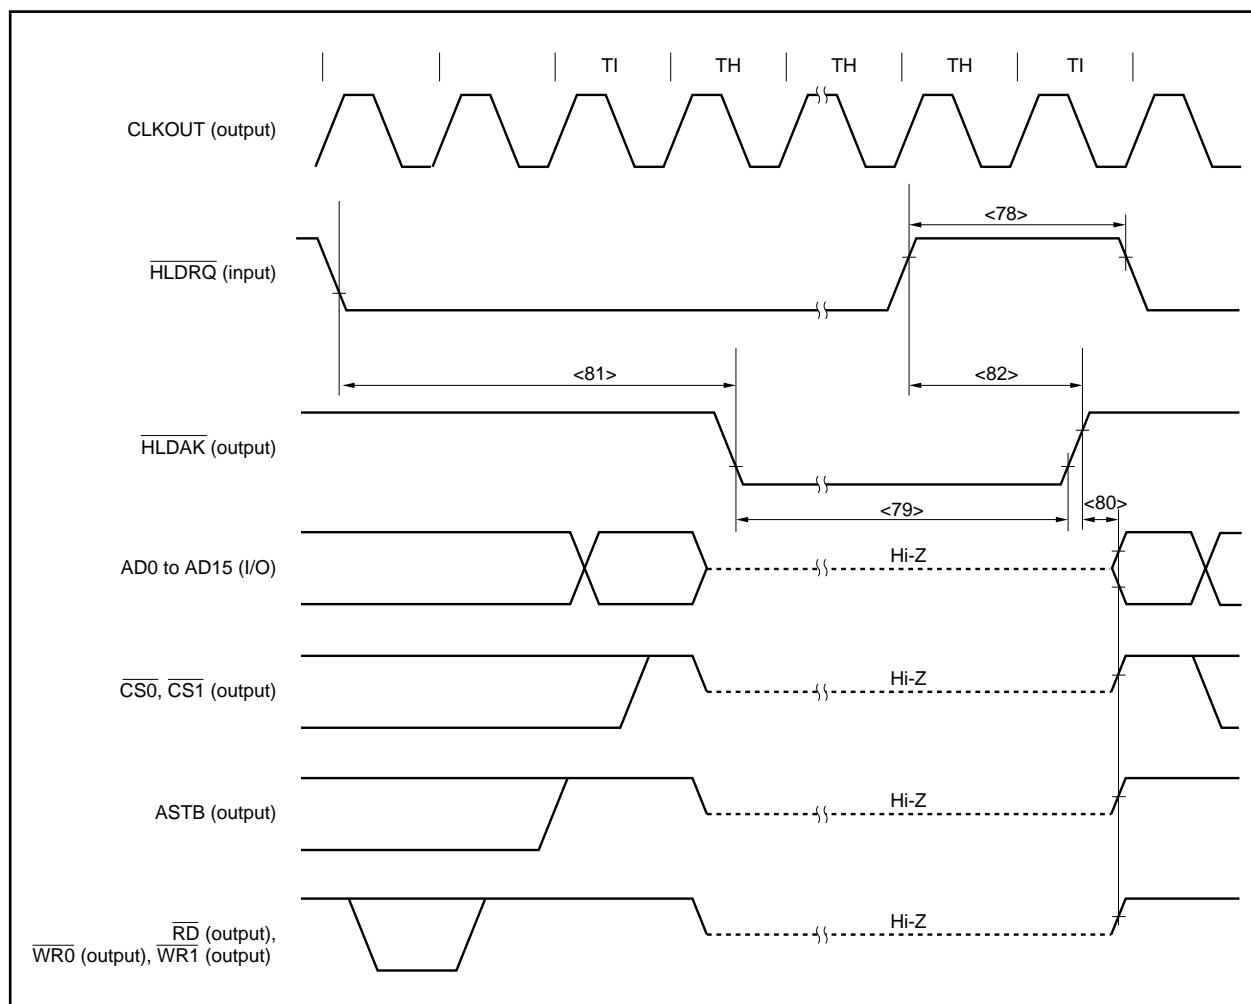 TI TH TH TH TI
CLKOUT (output)
<78>
HLDRQ (input)
<81> <82>
HLDAK (output)
<79> <80>
AD0 to AD15 (I/O) Hi-Z
CS0, CS1 (output) Hi-Z
ASTB (output) Hi-Z
RD (output), Hi-Z
WR0 (output), WR1 (output)